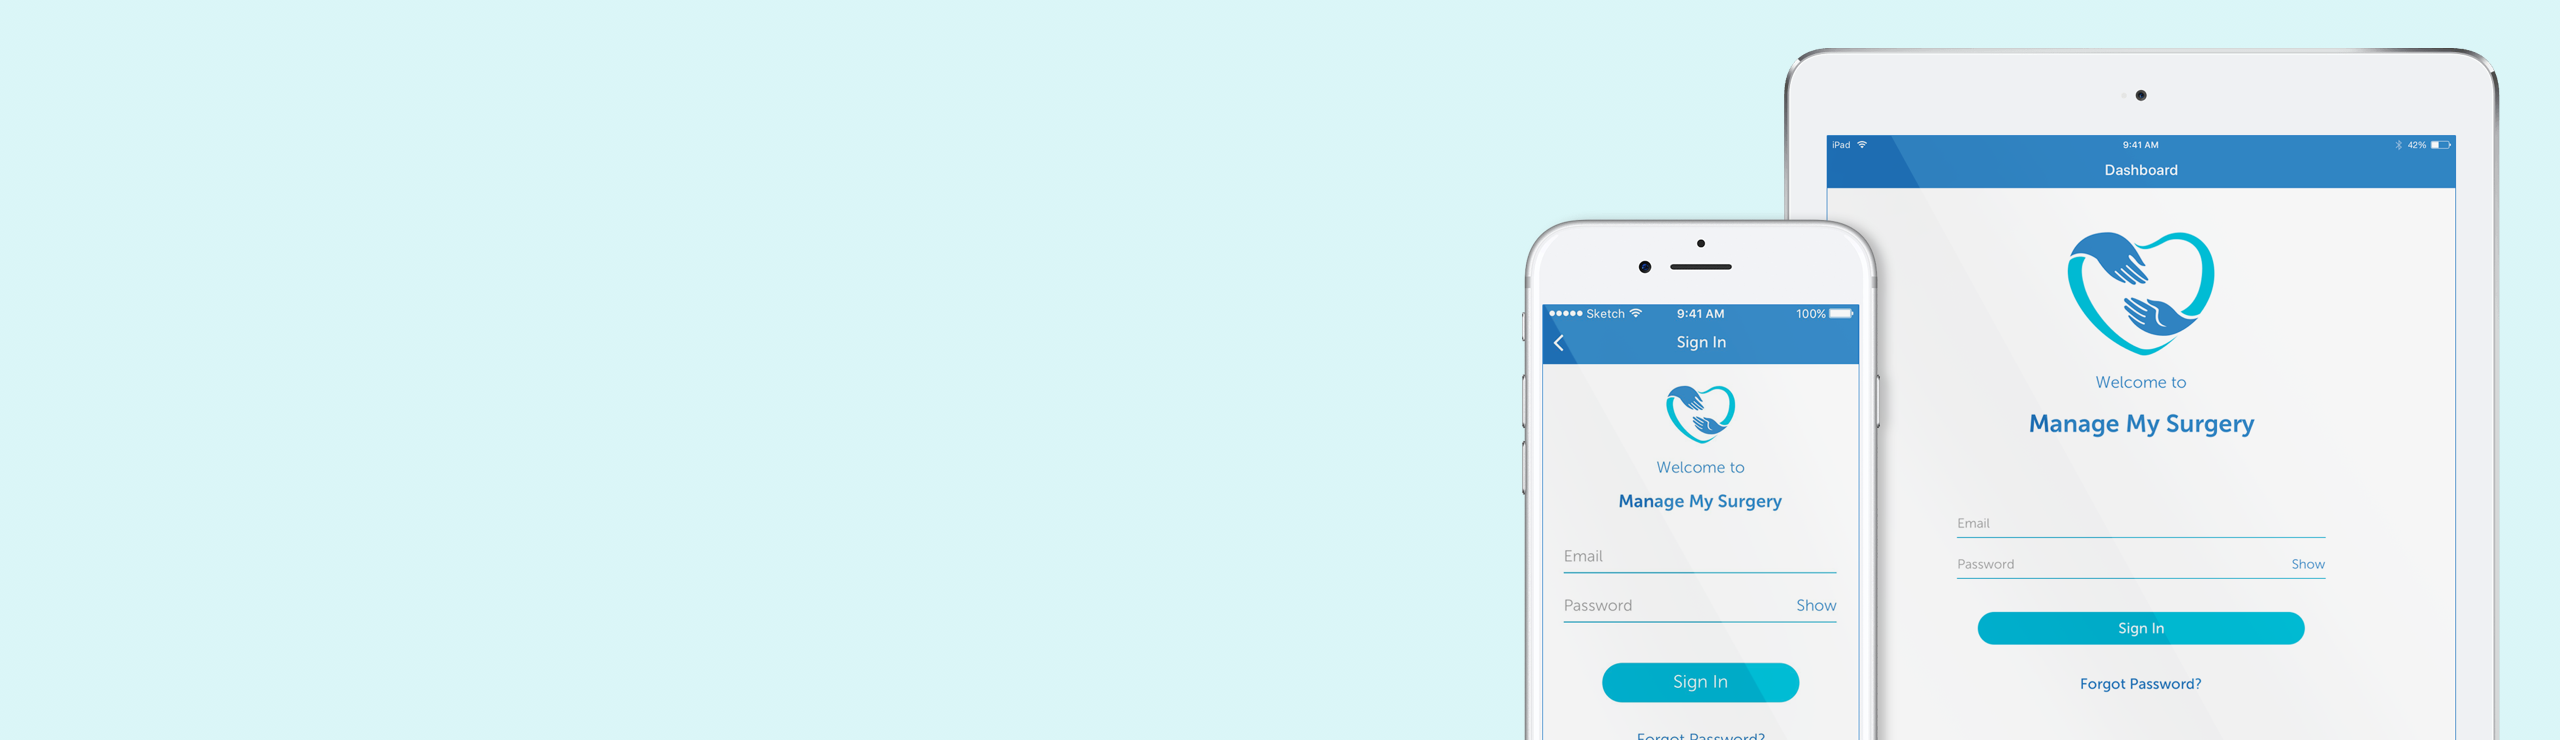 Sketch 9:41 AM 100%
Sign In
Welcome to
Manage My Surgery
Email
Password Show
Sign In
Forgot Password?
iPad 9:41 AM 42%
Dashboard
Welcome to
Manage My Surgery
Email
Password Show
Sign In
Forgot Password?